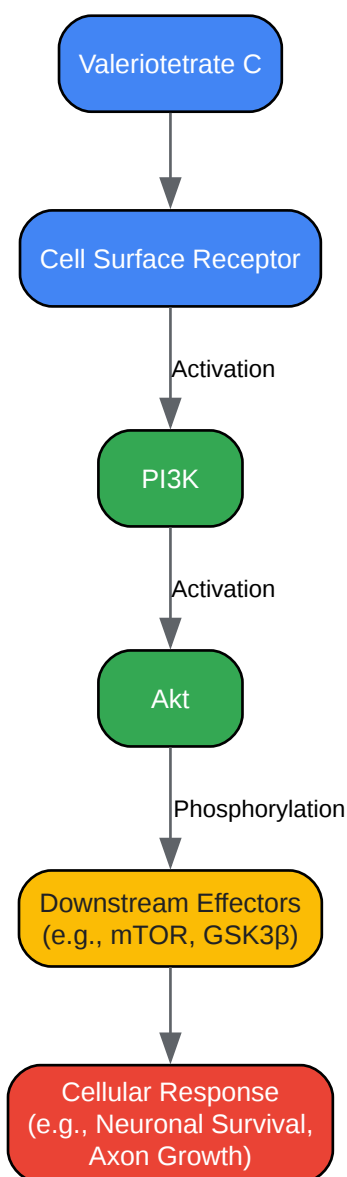 Valeriotetrate C
Cell Surface Receptor
Activation
PI3K
Activation
Akt
Phosphorylation
Downstream Effectors
(e.g., mTOR, GSK3β)
Cellular Response
(e.g., Neuronal Survival,
Axon Growth)